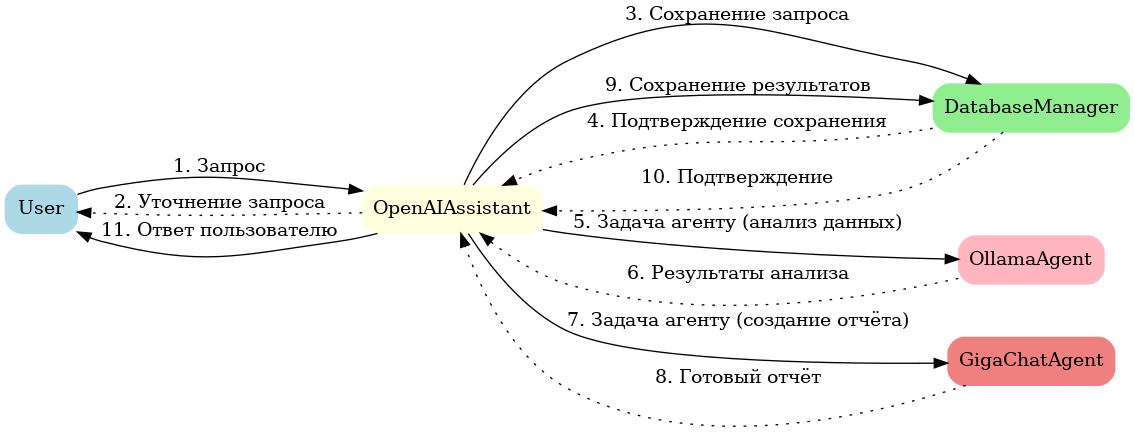 3. Сохранение запроса
9. Сохранение результатов
DatabaseManager
4. Подтверждение сохранения
1. Запрос
10. Подтверждение
2. Уточнение запроса
User
OpenAIAssistant
5. Задача агенту (анализ данных)
11. Ответ пользователю
OllamaAgent
6. Результаты анализа
7. Задача агенту (создание отчёта)
GigaChatAgent
8. Готовый отчёт